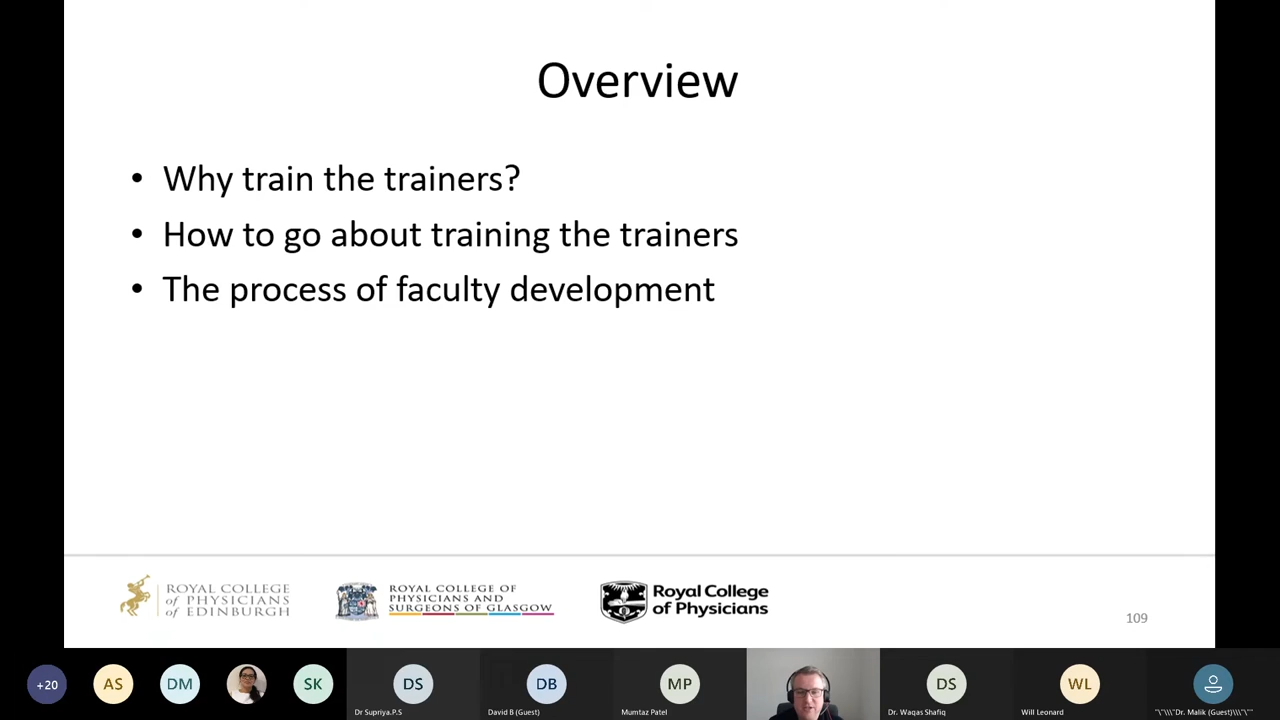 Overview
• Why train the trainers?
• How to go about training the trainers
• The process of faculty development
ROYAL COLLEGE
of PHYSICIANS
of EDINBURGH
ROYAL COLLEGE OF
PHYSICIANS AND
SURGEONS OF GLASGOW
Royal College
of Physicians
109
+20
AS
DM
SK
DS
DB
MP
DS
WL
Dr Supriya.P.S
David B (Guest)
Mumtaz Patel
Dr. Waqas Shafiq
Will Leonard
"\"\\\"Dr. Malik (Guest)\\\"\"